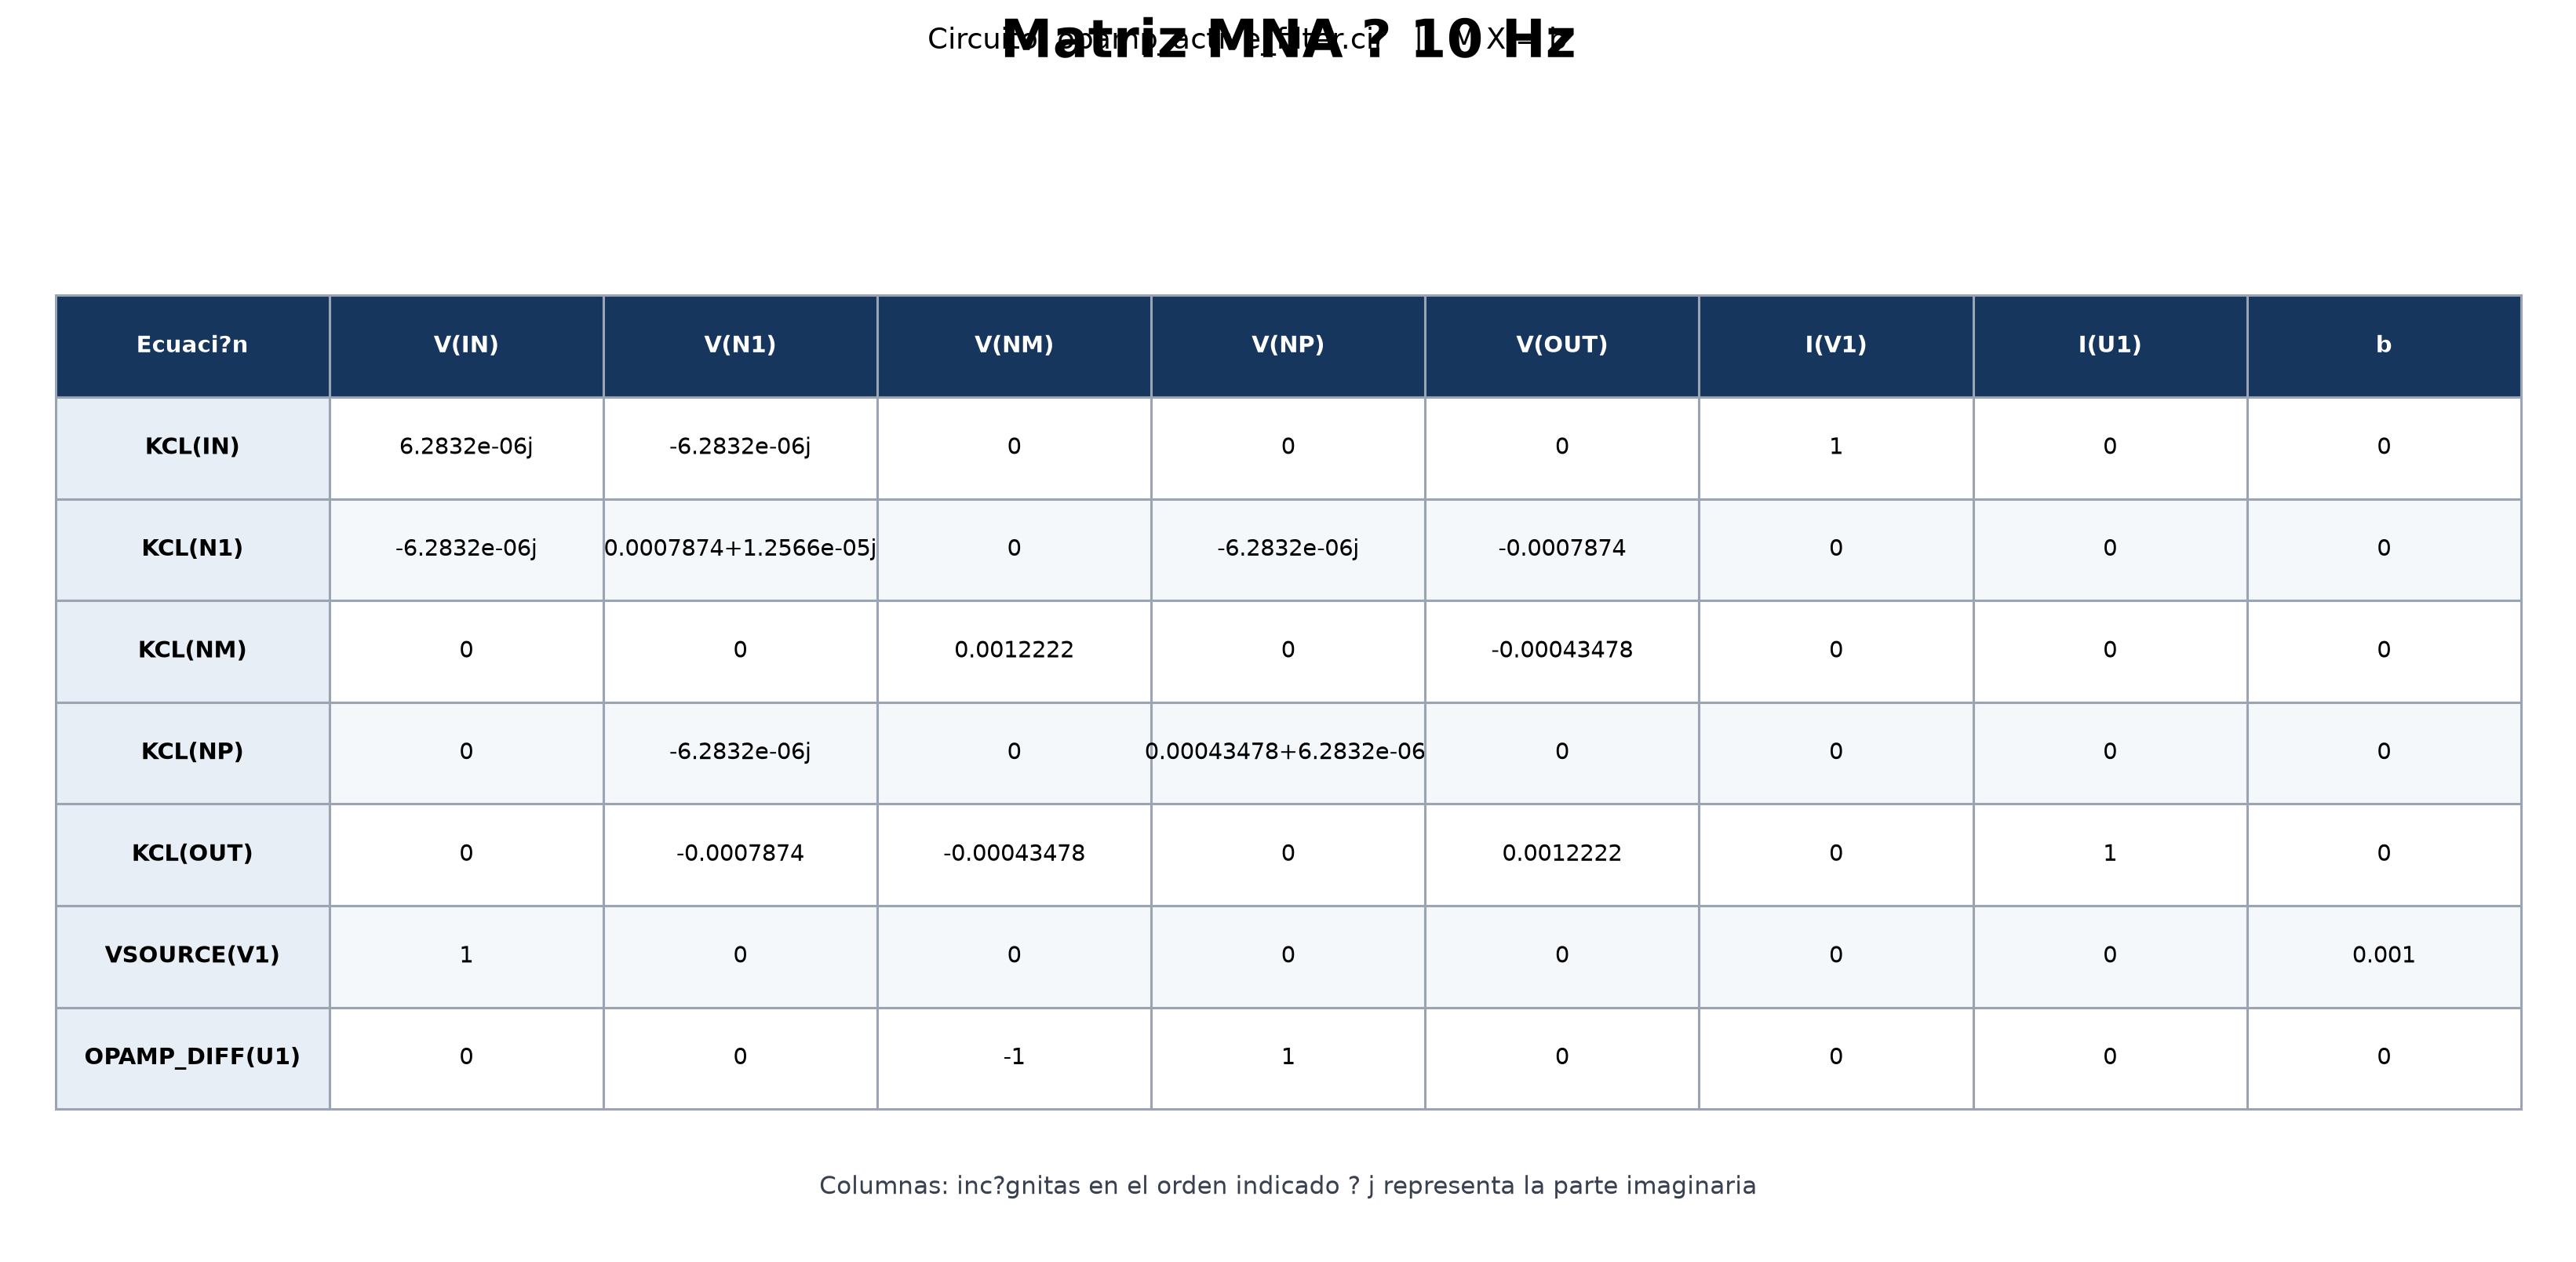 Matriz MNA ? 10 Hz
Circuito
Ecuaci?n V(IN) V(N1) V(NM) V(NP) V(OUT) I(V1) I(U1) b
KCL(IN) 6.2832e-06j -6.2832e-06j 0 0 0 1 0 0
KCL(N1) -6.2832e-06j 0.0007874+1.2566e-05j 0 -6.2832e-06j -0.0007874 0 0 0
KCL(NM) 0 0 0.0012222 0 -0.00043478 0 0 0
KCL(NP) 0 -6.2832e-06j 0 0.00043478+6.2832e-06 0 0 0 0
KCL(OUT) 0 -0.0007874 -0.00043478 0 0.0012222 0 1 0
VSOURCE(V1) 1 0 0 0 0 0 0 0.001
OPAMP_DIFF(U1) 0 0 -1 1 0 0 0 0
Columnas: inc?gnitas en el orden indicado ? j representa la parte imaginaria